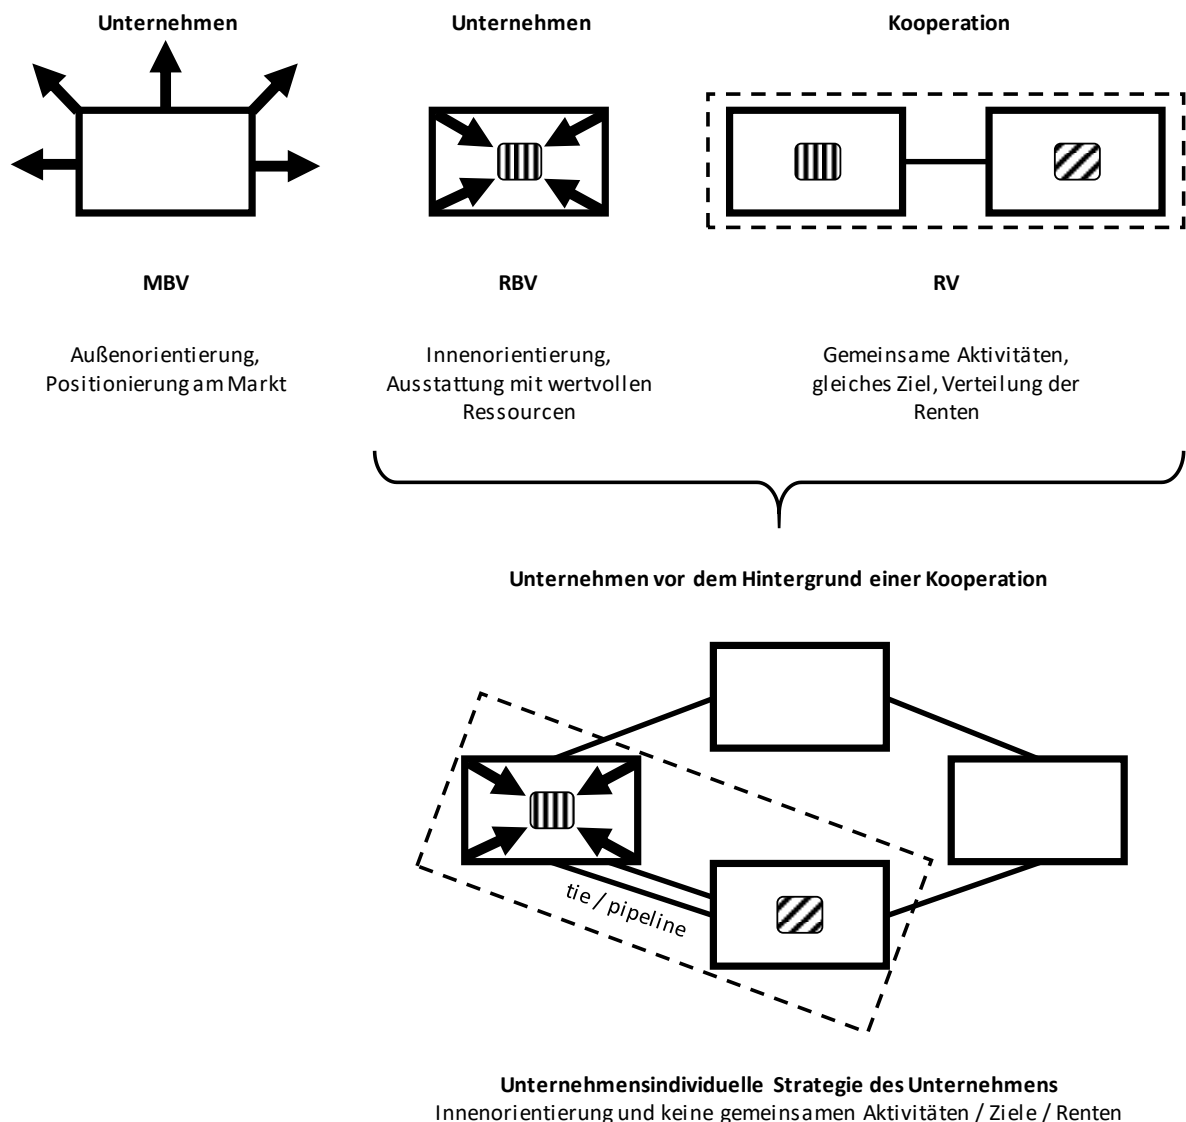 Unternehmen
Unternehmen
Kooperation
MBV
RBV
RV
Außenorientierung,
Positionierung am Markt
Innenorientierung,
Ausstattung mit wertvollen
Ressourcen
Gemeinsame Aktivitäten,
gleiches Ziel, Verteilung der
Renten
Unternehmen vor dem Hintergrund einer Kooperation
tie / pipeline
Unternehmensindividuelle Strategie des Unternehmens
Innenorientierung und keine gemeinsamen Aktivitäten / Ziele / Renten